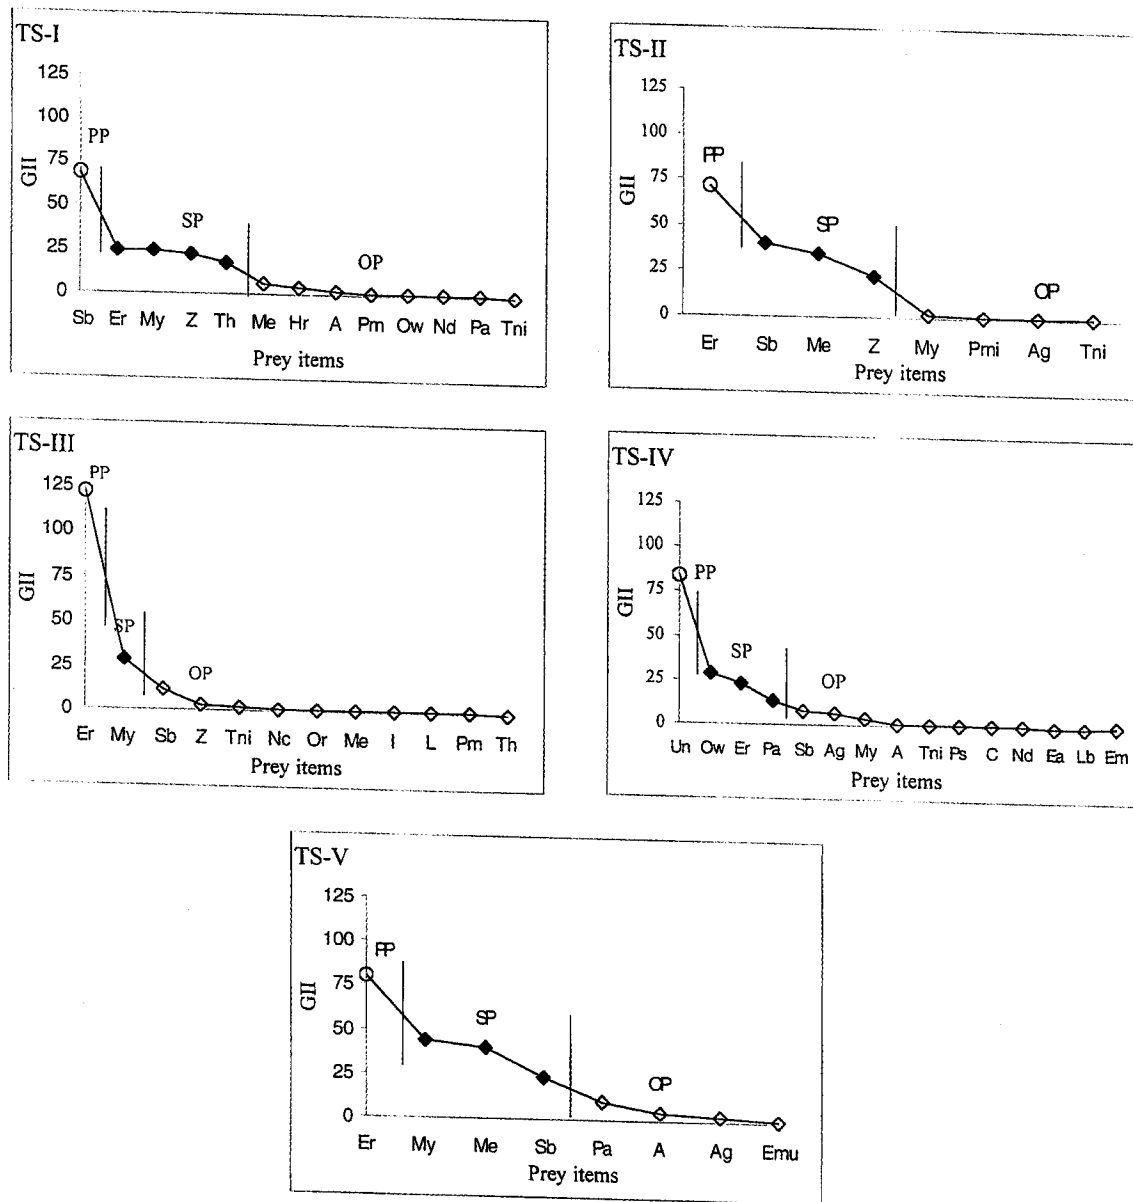 TS-I
125
100
75
50
25
0
GII
PP
SP
OP
Sb Er My Z Th Me Hr A Pm Ow Nd Pa Tni
Prey items
TS-II
125
100
75
50
25
0
GII
PP
SP
OP
Er Sb Me Z My Pmi Ag Tni
Prey items
TS-III
125
100
75
50
25
0
GII
PP
SP
OP
Er My Sb Z Tni Nc Or Me I L Pm Th
Prey items
TS-IV
125
100
75
50
25
0
GII
PP
SP
OP
Un Ow Er Pa Sb Ag My A Tni Ps C Nd Ea Lb Em
Prey items
TS-V
125
100
75
50
25
0
GII
PP
SP
OP
Er My Me Sb Pa A Ag Emu
Prey items